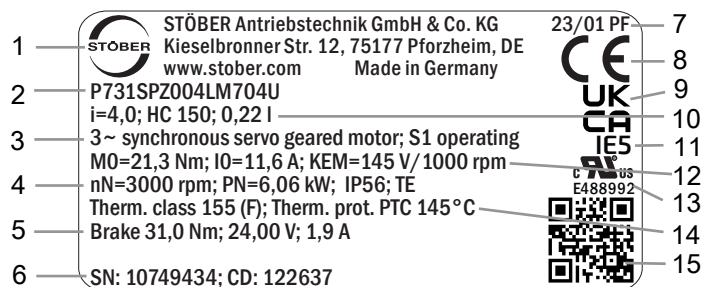 STÖBER Antriebstechnik GmbH & Co. KG 23/01 PF 7
1 STÖBER Kieselbronner Str. 12, 75177 Pforzheim, DE CE 8
www.stober.com Made in Germany
2 P731SPZ004LM704U UK CA 9
i=4,0; HC 150; 0,22 l 10
3 3~ synchronous servo geared motor; S1 operating IE5 11
M0=21,3 Nm; I0=11,6 A; KEM=145 V/1000 rpm 12
4 nN=3000 rpm; PN=6,06 kW; IP56; TE c RU US E488992 13
Therm. class 155 (F); Therm. prot. PTC 145°C 14
5 Brake 31,0 Nm; 24,00 V; 1,9 A
15
6 SN: 10749434; CD: 122637